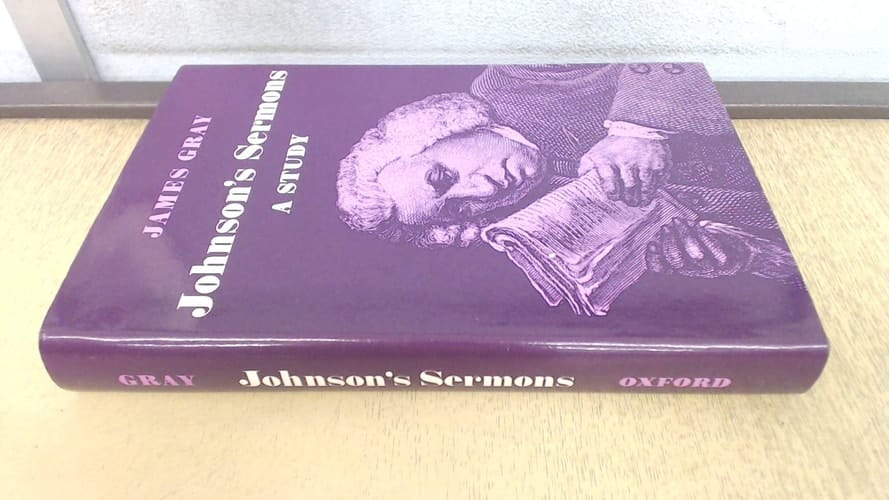 JAMES GRAY
Johnson's Sermons
A STUDY
GRAY Johnson's Sermons OXFORD